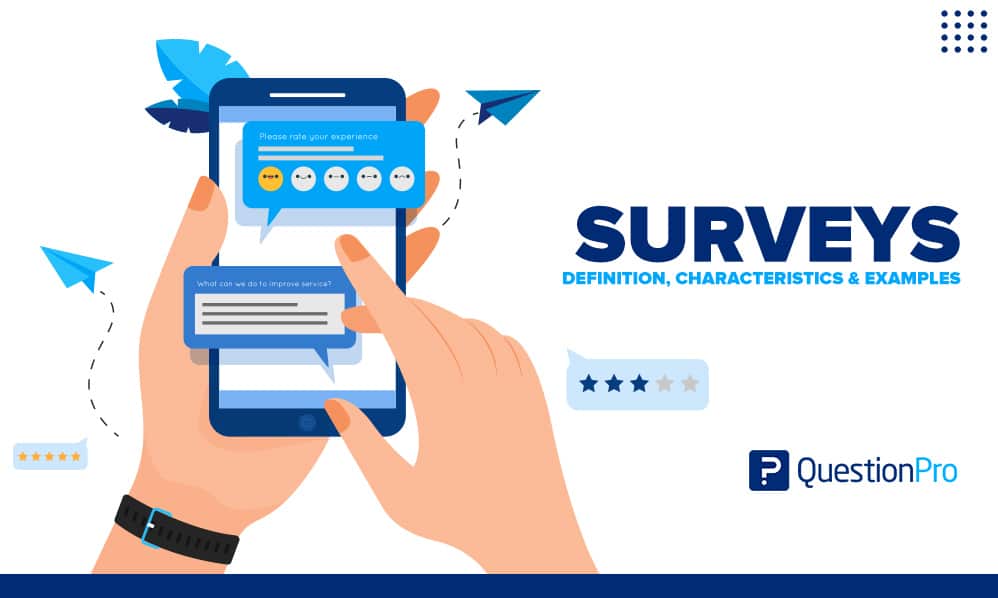 Please rate your experience
What can we do to improve service?
SURVEYS
DEFINITION, CHARACTERISTICS & EXAMPLES
QuestionPro